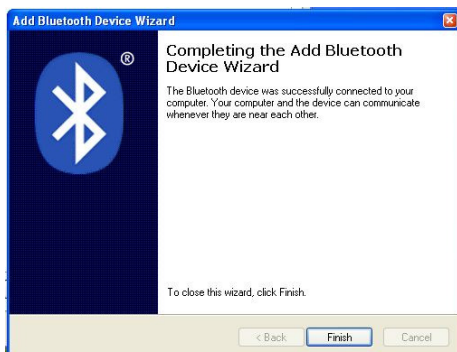 Add Bluetooth Device Wizard
®
Completing the Add Bluetooth
Device Wizard
The Bluetooth device was successfully connected to your
computer. Your computer and the device can communicate
whenever they are near each other.
To close this wizard, click Finish.
< Back Finish Cancel